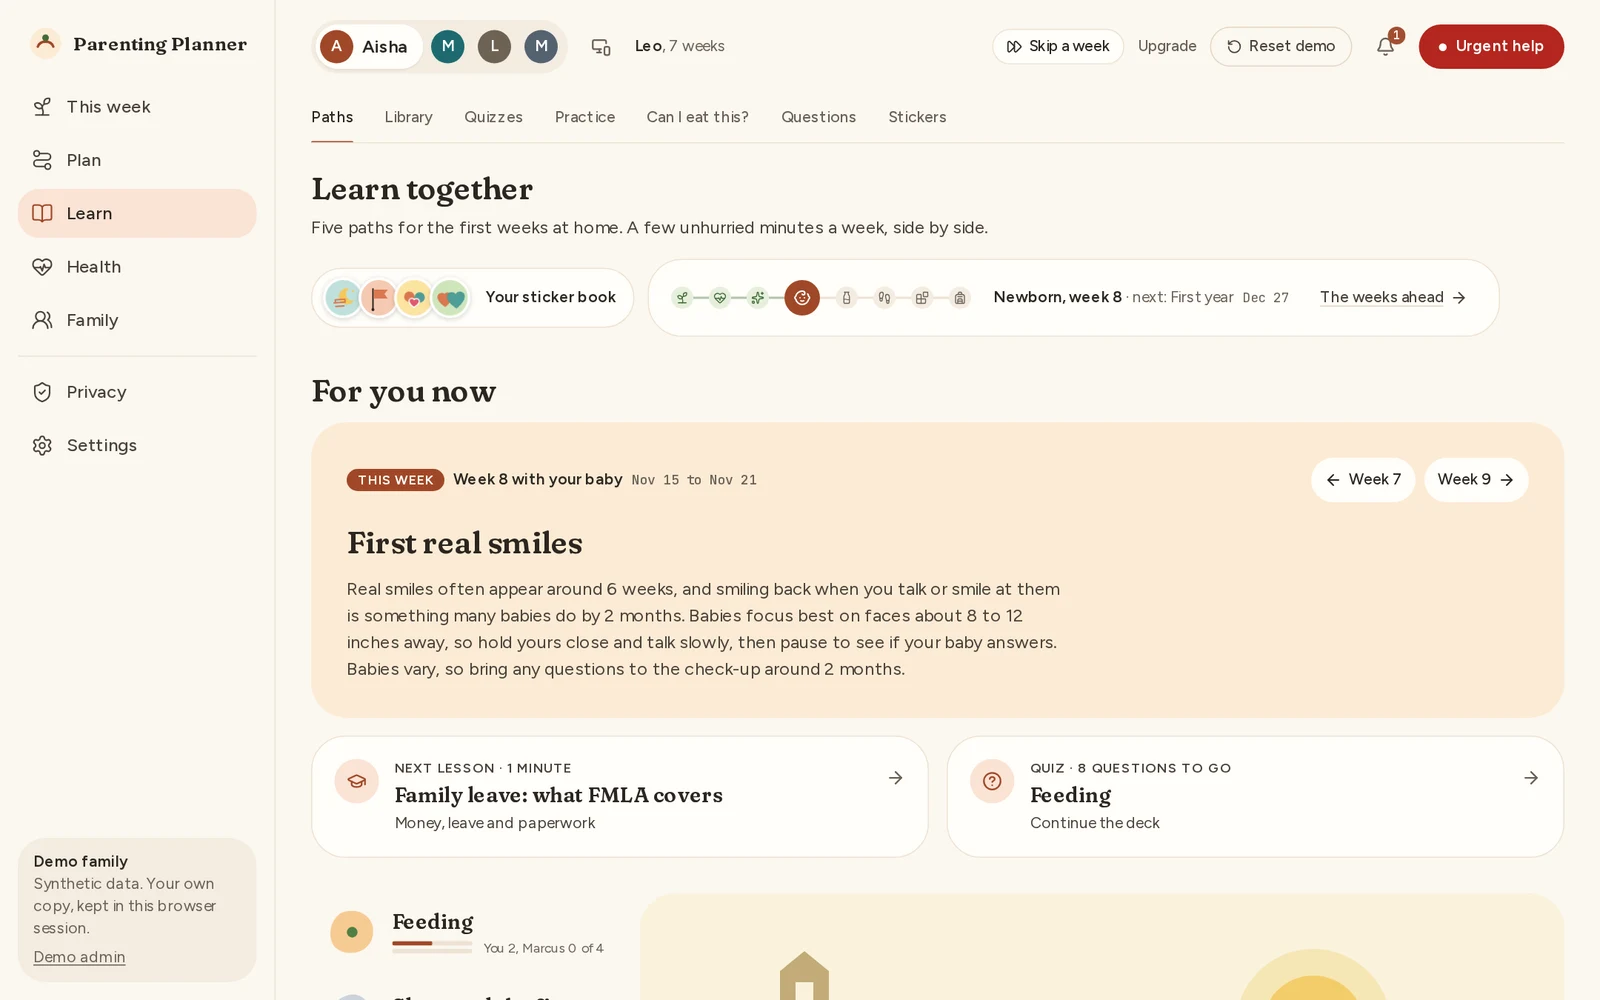 Parenting Planner
This week
Plan
Learn
Health
Family
Privacy
Settings
Demo family
Synthetic data. Your own
copy, kept in this browser
session.
Demo admin
A Aisha M L M
Leo, 7 weeks
Skip a week
Upgrade
Reset demo
1
Urgent help
Paths Library Quizzes Practice Can I eat this? Questions Stickers
Learn together
Five paths for the first weeks at home. A few unhurried minutes a week, side by side.
Your sticker book
Newborn, week 8 · next: First year Dec 27
The weeks ahead
For you now
THIS WEEK Week 8 with your baby Nov 15 to Nov 21
Week 7
Week 9
First real smiles
Real smiles often appear around 6 weeks, and smiling back when you talk or smile at them
is something many babies do by 2 months. Babies focus best on faces about 8 to 12
inches away, so hold yours close and talk slowly, then pause to see if your baby answers.
Babies vary, so bring any questions to the check-up around 2 months.
NEXT LESSON · 1 MINUTE
Family leave: what FMLA covers
Money, leave and paperwork
QUIZ · 8 QUESTIONS TO GO
Feeding
Continue the deck
Feeding
You 2, Marcus 0 of 4